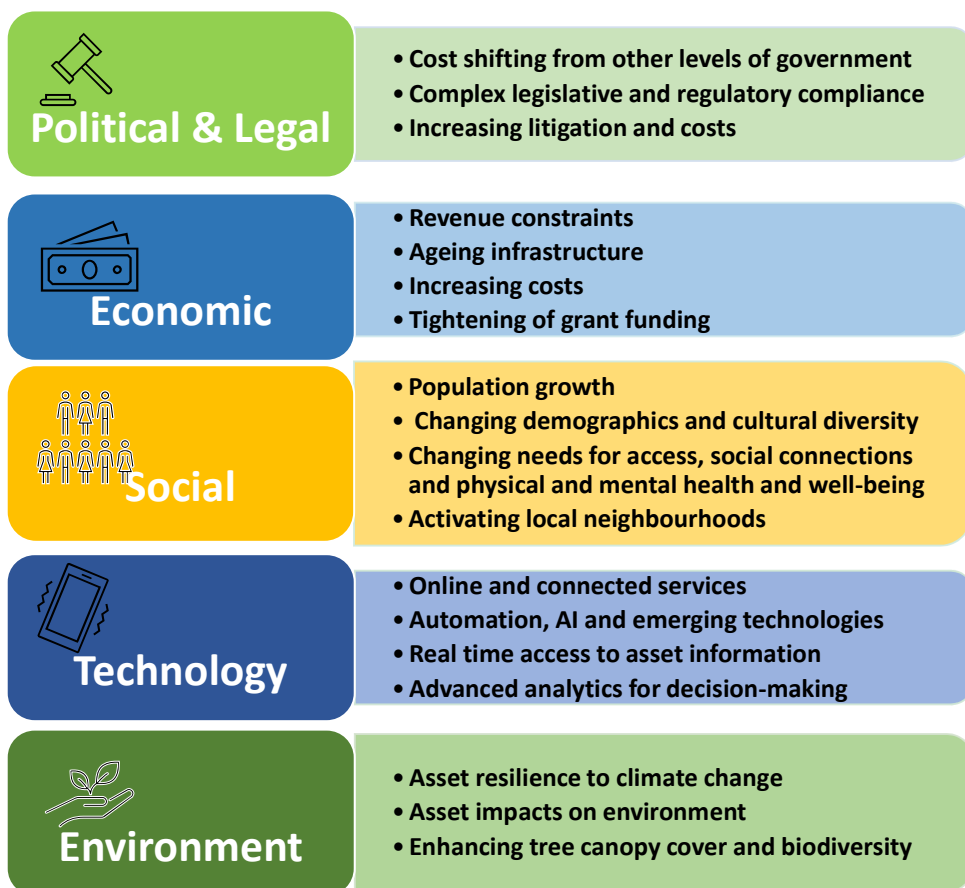 Political & Legal
• Cost shifting from other levels of government
• Complex legislative and regulatory compliance
• Increasing litigation and costs
Economic
• Revenue constraints
• Ageing infrastructure
• Increasing costs
• Tightening of grant funding
Social
• Population growth
• Changing demographics and cultural diversity
• Changing needs for access, social connections
and physical and mental health and well-being
• Activating local neighbourhoods
Technology
• Online and connected services
• Automation, AI and emerging technologies
• Real time access to asset information
• Advanced analytics for decision-making
Environment
• Asset resilience to climate change
• Asset impacts on environment
• Enhancing tree canopy cover and biodiversity